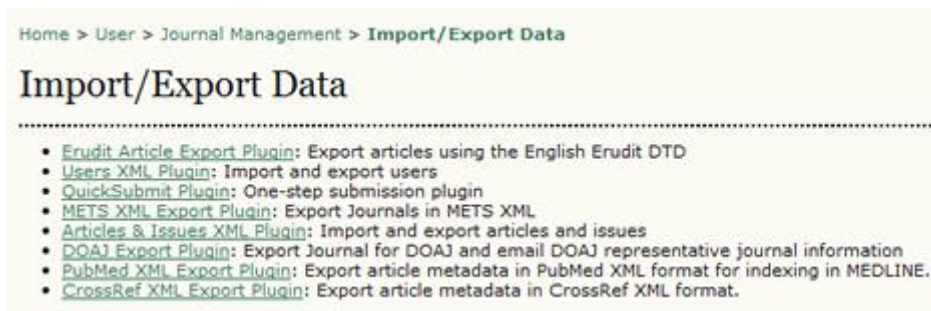 Home > User > Journal Management > Import/Export Data
Import/Export Data
• Erudit Article Export Plugin: Export articles using the English Erudit DTD
• Users XML Plugin: Import and export users
• QuickSubmit Plugin: One-step submission plugin
• METS XML Export Plugin: Export Journals in METS XML
• Articles & Issues XML Plugin: Import and export articles and issues
• DOAJ Export Plugin: Export Journal for DOAJ and email DOAJ representative journal information
• PubMed XML Export Plugin: Export article metadata in PubMed XML format for indexing in MEDLINE.
• CrossRef XML Export Plugin: Export article metadata in CrossRef XML format.